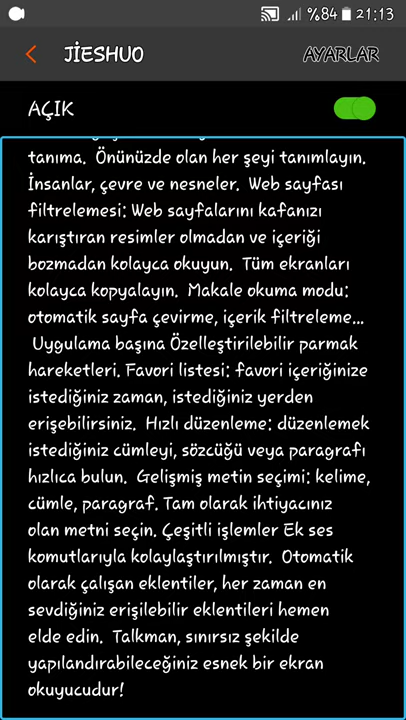 %84 21:13
JİESHUO AYARLAR
AÇIK
tanıma. Önünüzde olan her şeyi tanımlayın.
İnsanlar, çevre ve nesneler. Web sayfası
filtrelemesi: Web sayfalarını kafanızı
karıştıran resimler olmadan ve içeriği
bozmadan kolayca okuyun. Tüm ekranları
kolayca kopyalayın. Makale okuma modu:
otomatik sayfa çevirme, içerik filtreleme...
Uygulama başına Özelleştirilebilir parmak
hareketleri. Favori listesi: favori içeriğinize
istediğiniz zaman, istediğiniz yerden
erişebilirsiniz. Hızlı düzenleme: düzenlemek
istediğiniz cümleyi, sözcüğü veya paragrafı
hızlıca bulun. Gelişmiş metin seçimi: kelime,
cümle, paragraf. Tam olarak ihtiyacınız
olan metni seçin. Çeşitli işlemler Ek ses
komutlarıyla kolaylaştırılmıştır. Otomatik
olarak çalışan eklentiler, her zaman en
sevdiğiniz erişilebilir eklentileri hemen
elde edin. Talkman, sınırsız şekilde
yapılandırabileceğiniz esnek bir ekran
okuyucudur!